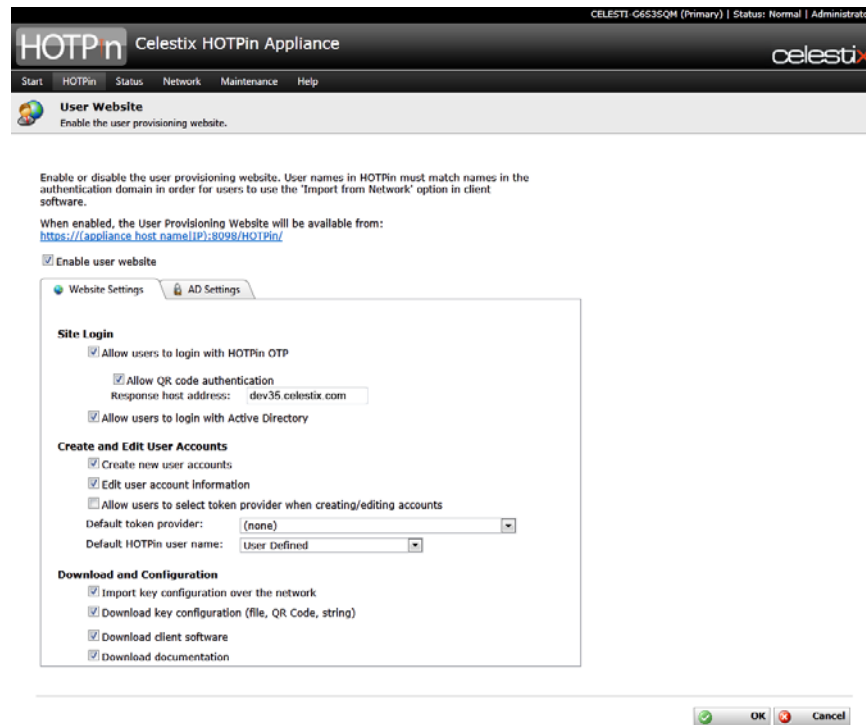 CELESTI-G6S3SQM (Primary) | Status: Normal | Administrato
HOTPin Celestix HOTPin Appliance
celestix
Start HOTPin Status Network Maintenance Help
User Website
Enable the user provisioning website.
Enable or disable the user provisioning website. User names in HOTPin must match names in the
authentication domain in order for users to use the 'Import from Network' option in client
software.
When enabled, the User Provisioning Website will be available from:
https://(appliance host name|IP):8098/HOTPin/
Enable user website
Website Settings AD Settings
Site Login
Allow users to login with HOTPin OTP
Allow QR code authentication
Response host address: dev35.celestix.com
Allow users to login with Active Directory
Create and Edit User Accounts
Create new user accounts
Edit user account information
Allow users to select token provider when creating/editing accounts
Default token provider: (none)
Default HOTPin user name: User Defined
Download and Configuration
Import key configuration over the network
Download key configuration (file, QR Code, string)
Download client software
Download documentation
OK Cancel